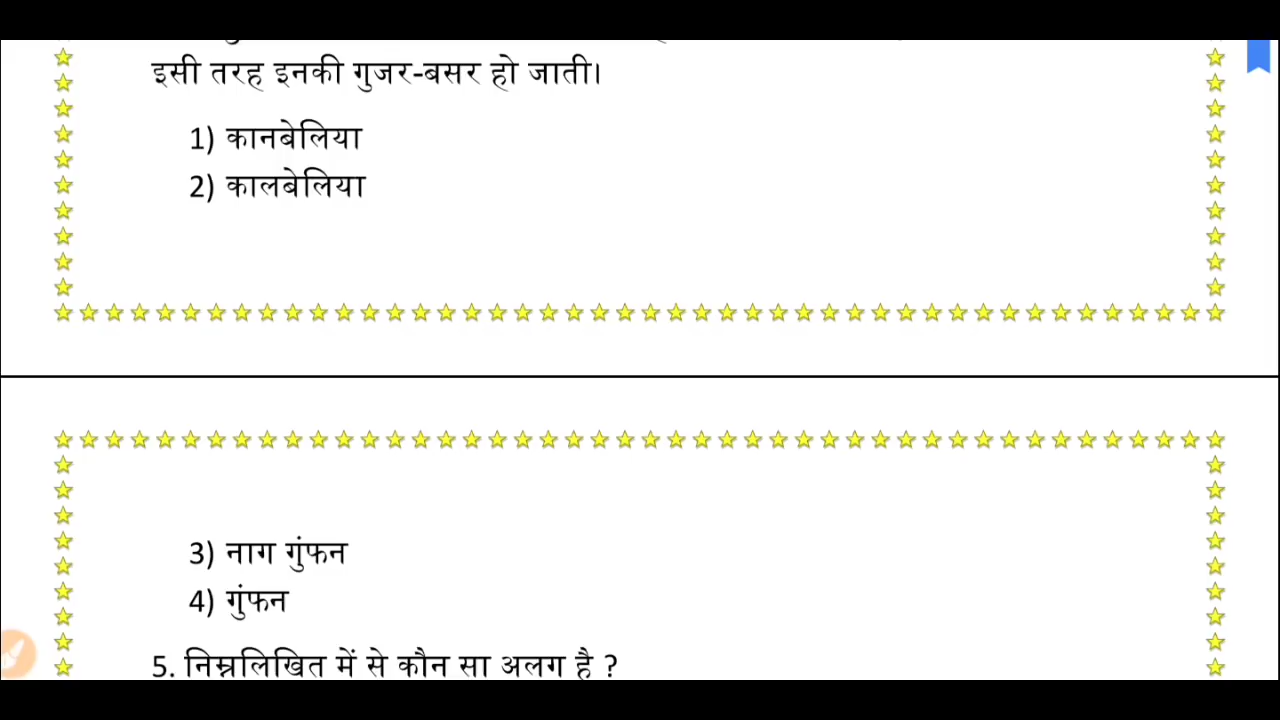 इसी तरह इनकी गुजर-बसर हो जाती।
1) कानबेलिया
2) कालबेलिया
3) नाग गुंफन
4) गुंफन
5. निम्नलिखित में से कौन सा अलग है ?